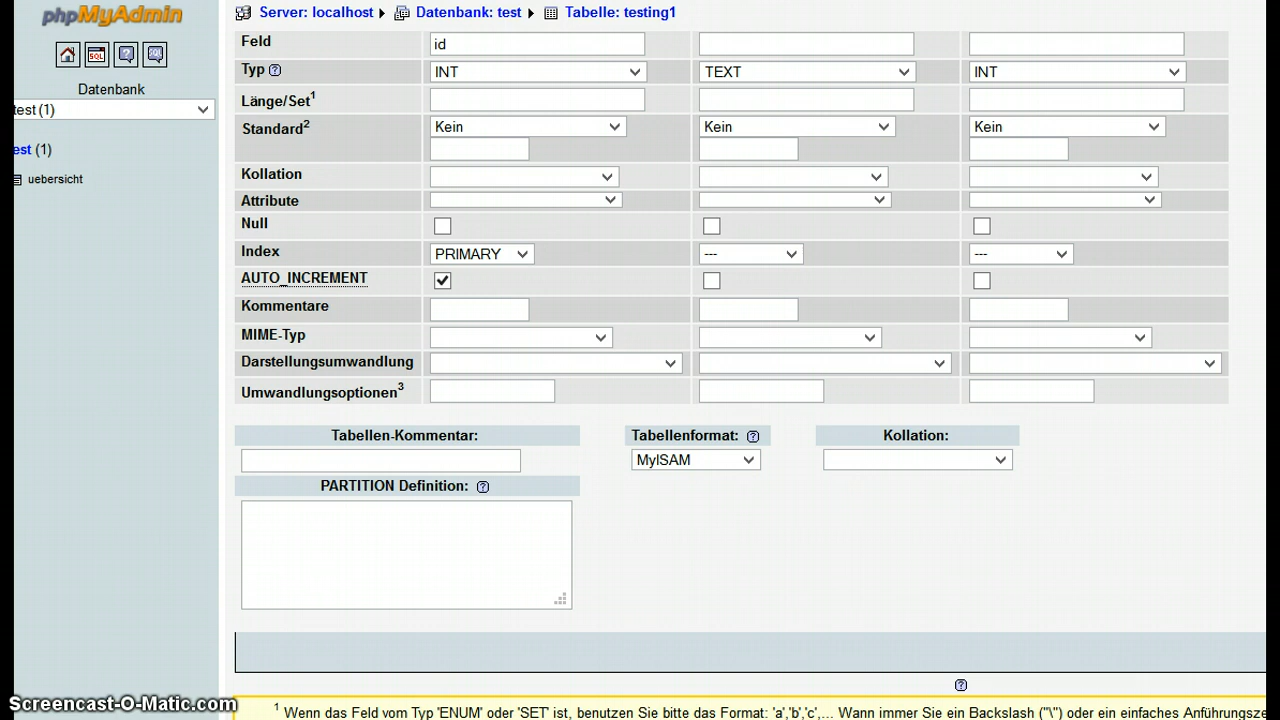 phpMyAdmin
Server: localhost Datenbank: test Tabelle: testing1
SQL
Datenbank
test (1)
est (1)
uebersicht
Feld id
Typ INT TEXT INT
Länge/Set1
Standard2 Kein Kein Kein
Kollation
Attribute
Null
Index PRIMARY --- ---
AUTO_INCREMENT
Kommentare
MIME-Typ
Darstellungsumwandlung
Umwandlungsoptionen3
Tabellen-Kommentar: Tabellenformat: Kollation:
MyISAM
PARTITION Definition:
Screencast-O-Matic.com
1 Wenn das Feld vom Typ 'ENUM' oder 'SET' ist, benutzen Sie bitte das Format: 'a','b','c',... Wann immer Sie ein Backslash ("\") oder ein einfaches Anführungsze